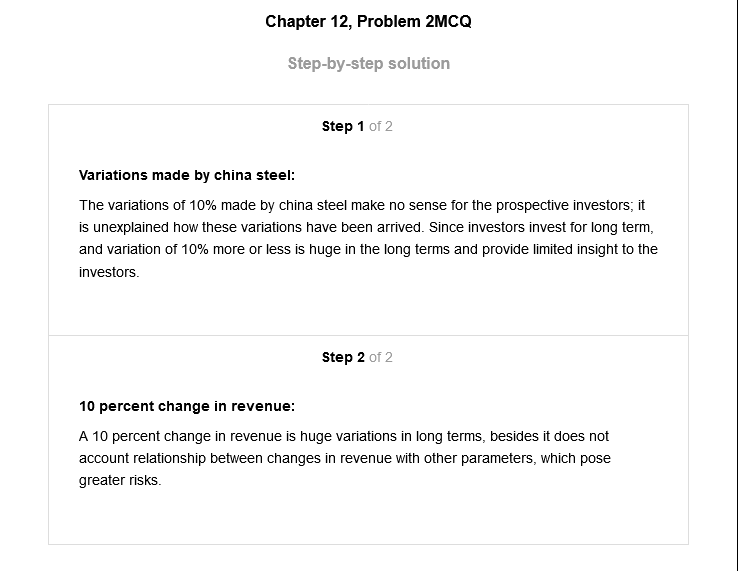 Chapter 12, Problem 2MCQ
Step-by-step solution
Step 1 of 2
Variations made by china steel:
The variations of 10% made by china steel make no sense for the prospective investors; it
is unexplained how these variations have been arrived. Since investors invest for long term,
and variation of 10% more or less is huge in the long terms and provide limited insight to the
investors.
Step 2 of 2
10 percent change in revenue:
A 10 percent change in revenue is huge variations in long terms, besides it does not
account relationship between changes in revenue with other parameters, which pose
greater risks.